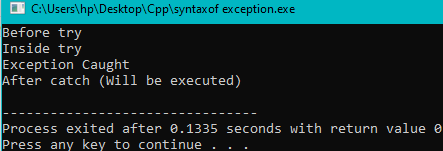 C:\Users\hp\Desktop\Cpp\syntaxof exception.exe
Before try
Inside try
Exception Caught
After catch (Will be executed)
--------------------------------
Process exited after 0.1335 seconds with return value 0
Press any key to continue . . .